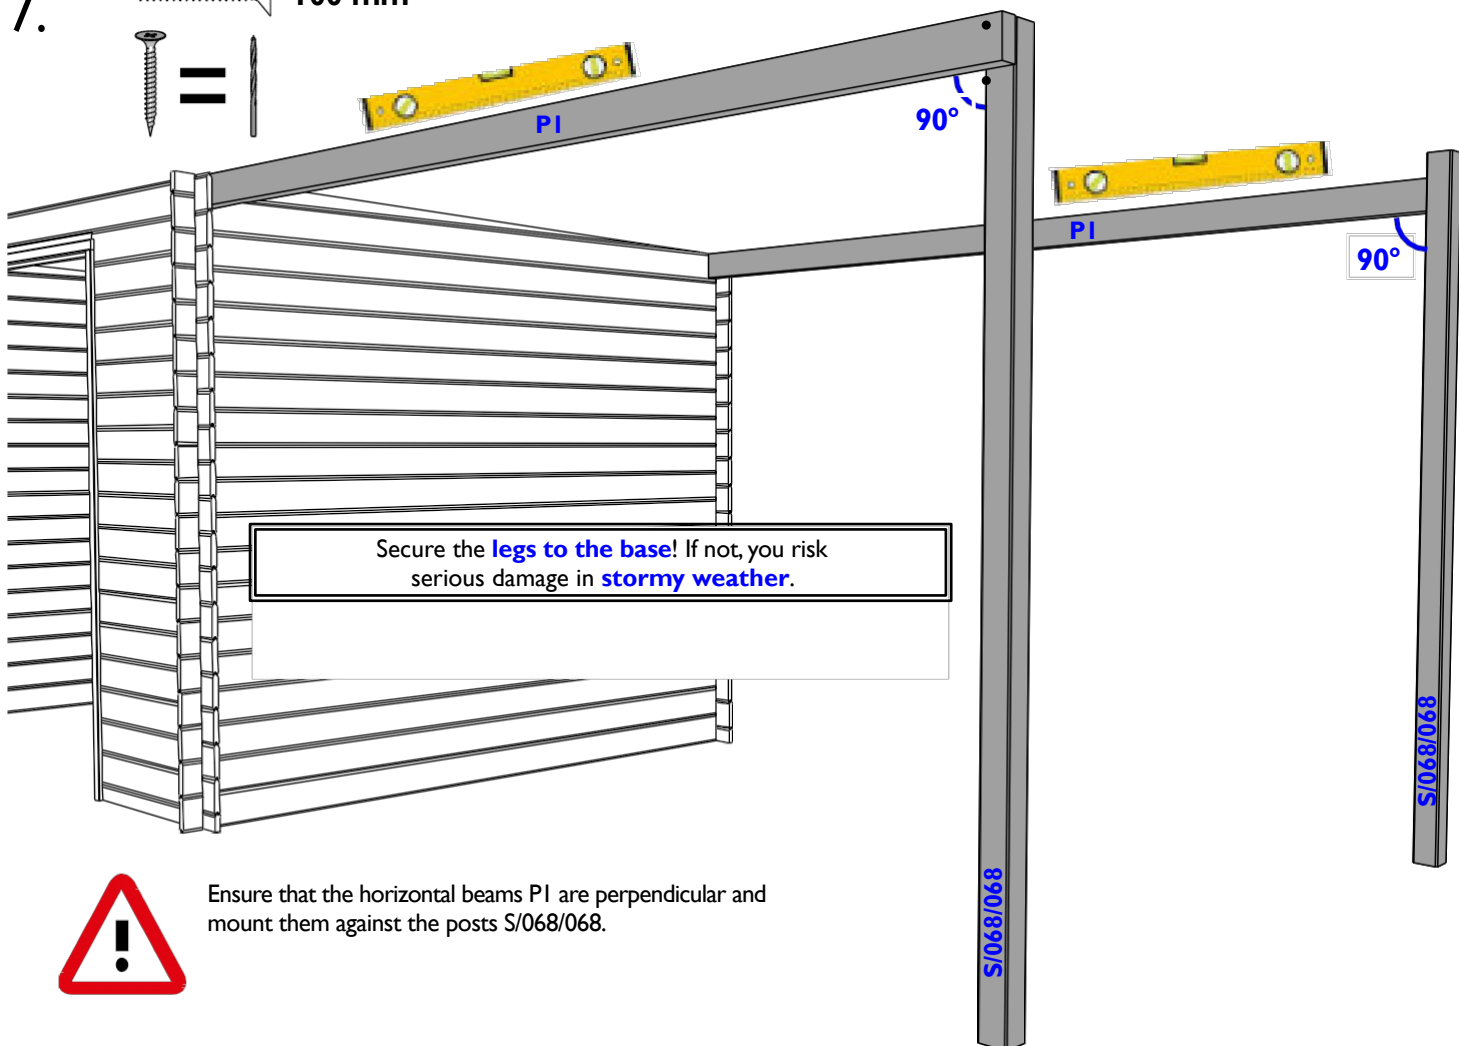 7.
100 mm
P1
90°
P1
90°
Secure the legs to the base! If not, you risk
serious damage in stormy weather.
S/068/068
S/068/068
Ensure that the horizontal beams P1 are perpendicular and
mount them against the posts S/068/068.